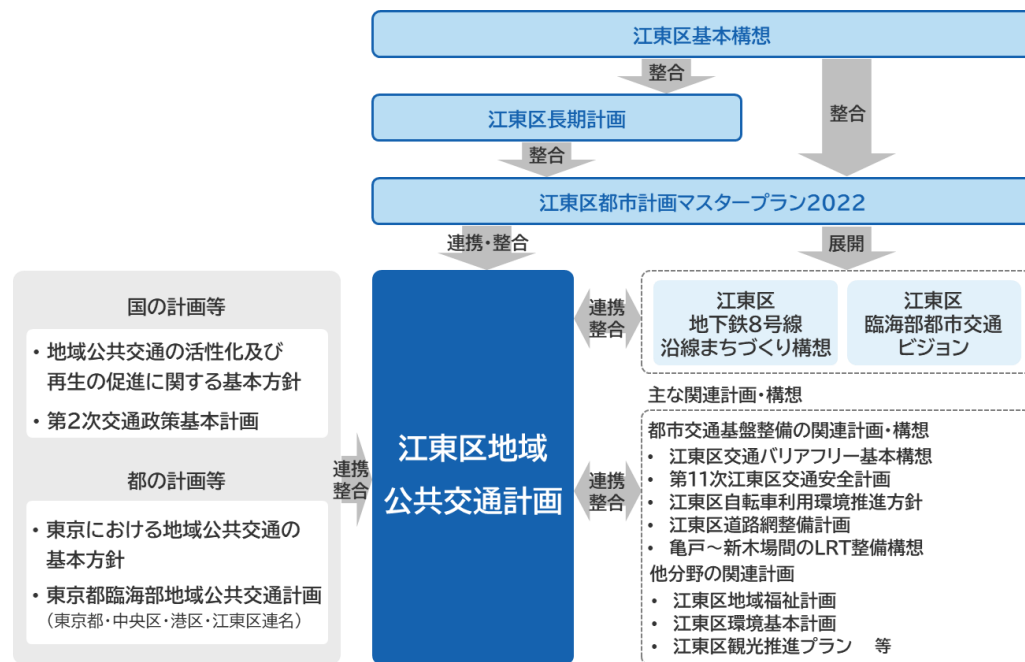 江東区基本構想
整合
整合
江東区長期計画
整合
江東区都市計画マスタープラン2022
連携・整合
展開
国の計画等
・地域公共交通の活性化及び
再生の促進に関する基本方針
・第2次交通政策基本計画
都の計画等
・東京における地域公共交通の
基本方針
・東京都臨海部地域公共交通計画
（東京都・中央区・港区・江東区連名）
連携
整合
江東区地域
公共交通計画
連携
整合
江東区
地下鉄8号線
沿線まちづくり構想
江東区
臨海部都市交通
ビジョン
主な関連計画・構想
連携
整合
都市交通基盤整備の関連計画・構想
• 江東区交通バリアフリー基本構想
• 第11次江東区交通安全計画
• 江東区自転車利用環境推進方針
• 江東区道路網整備計画
• 亀戸～新木場間のLRT整備構想
他分野の関連計画
• 江東区地域福祉計画
• 江東区環境基本計画
• 江東区観光推進プラン　等